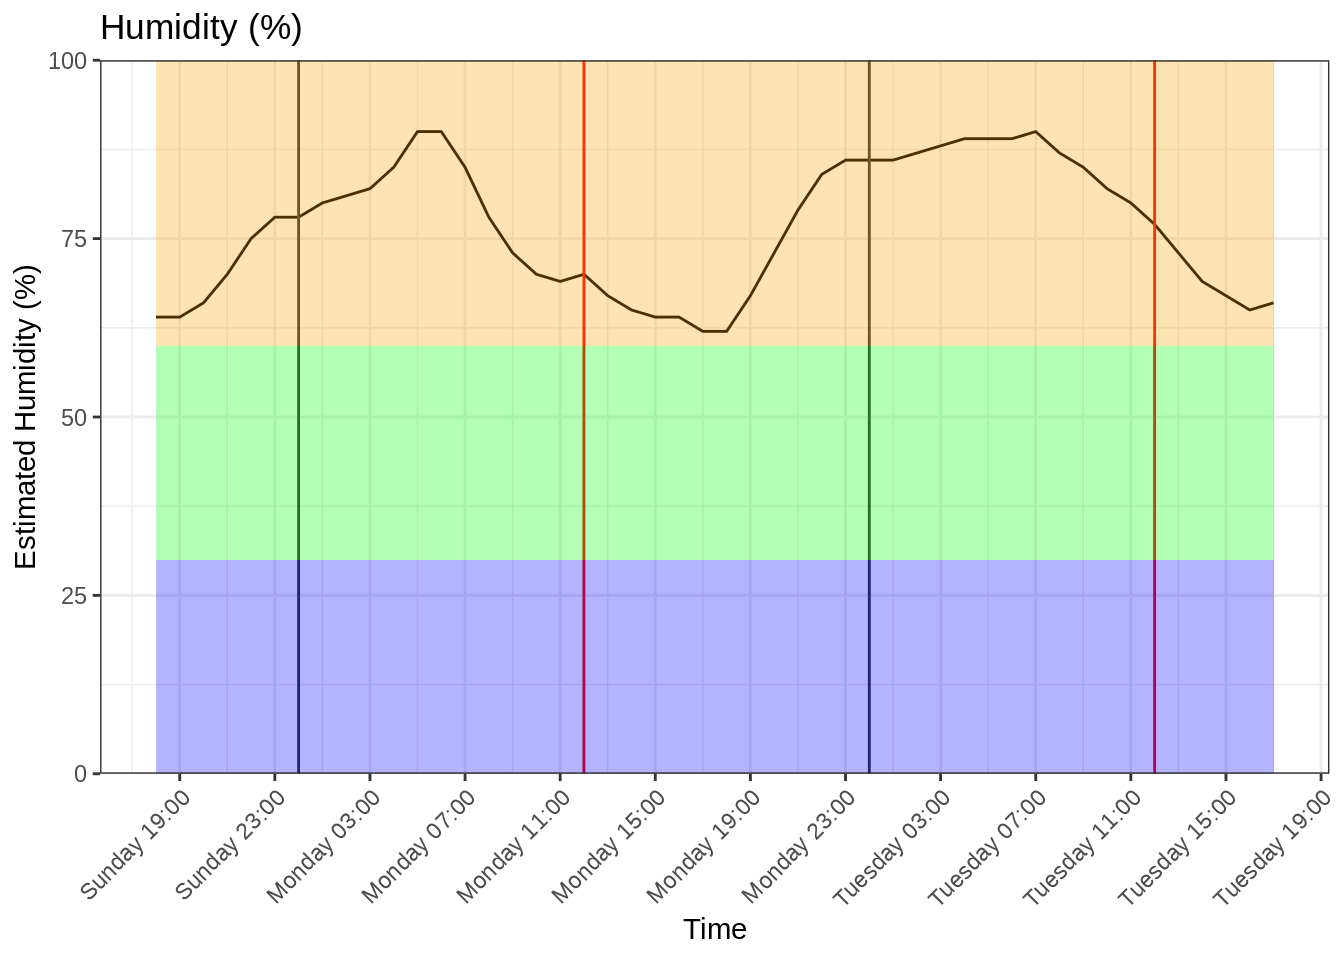 Humidity (%)
100
75
50
25
0
Estimated Humidity (%)
Sunday 19:00
Sunday 23:00
Monday 03:00
Monday 07:00
Monday 11:00
Monday 15:00
Monday 19:00
Monday 23:00
Tuesday 03:00
Tuesday 07:00
Tuesday 11:00
Tuesday 15:00
Tuesday 19:00
Time